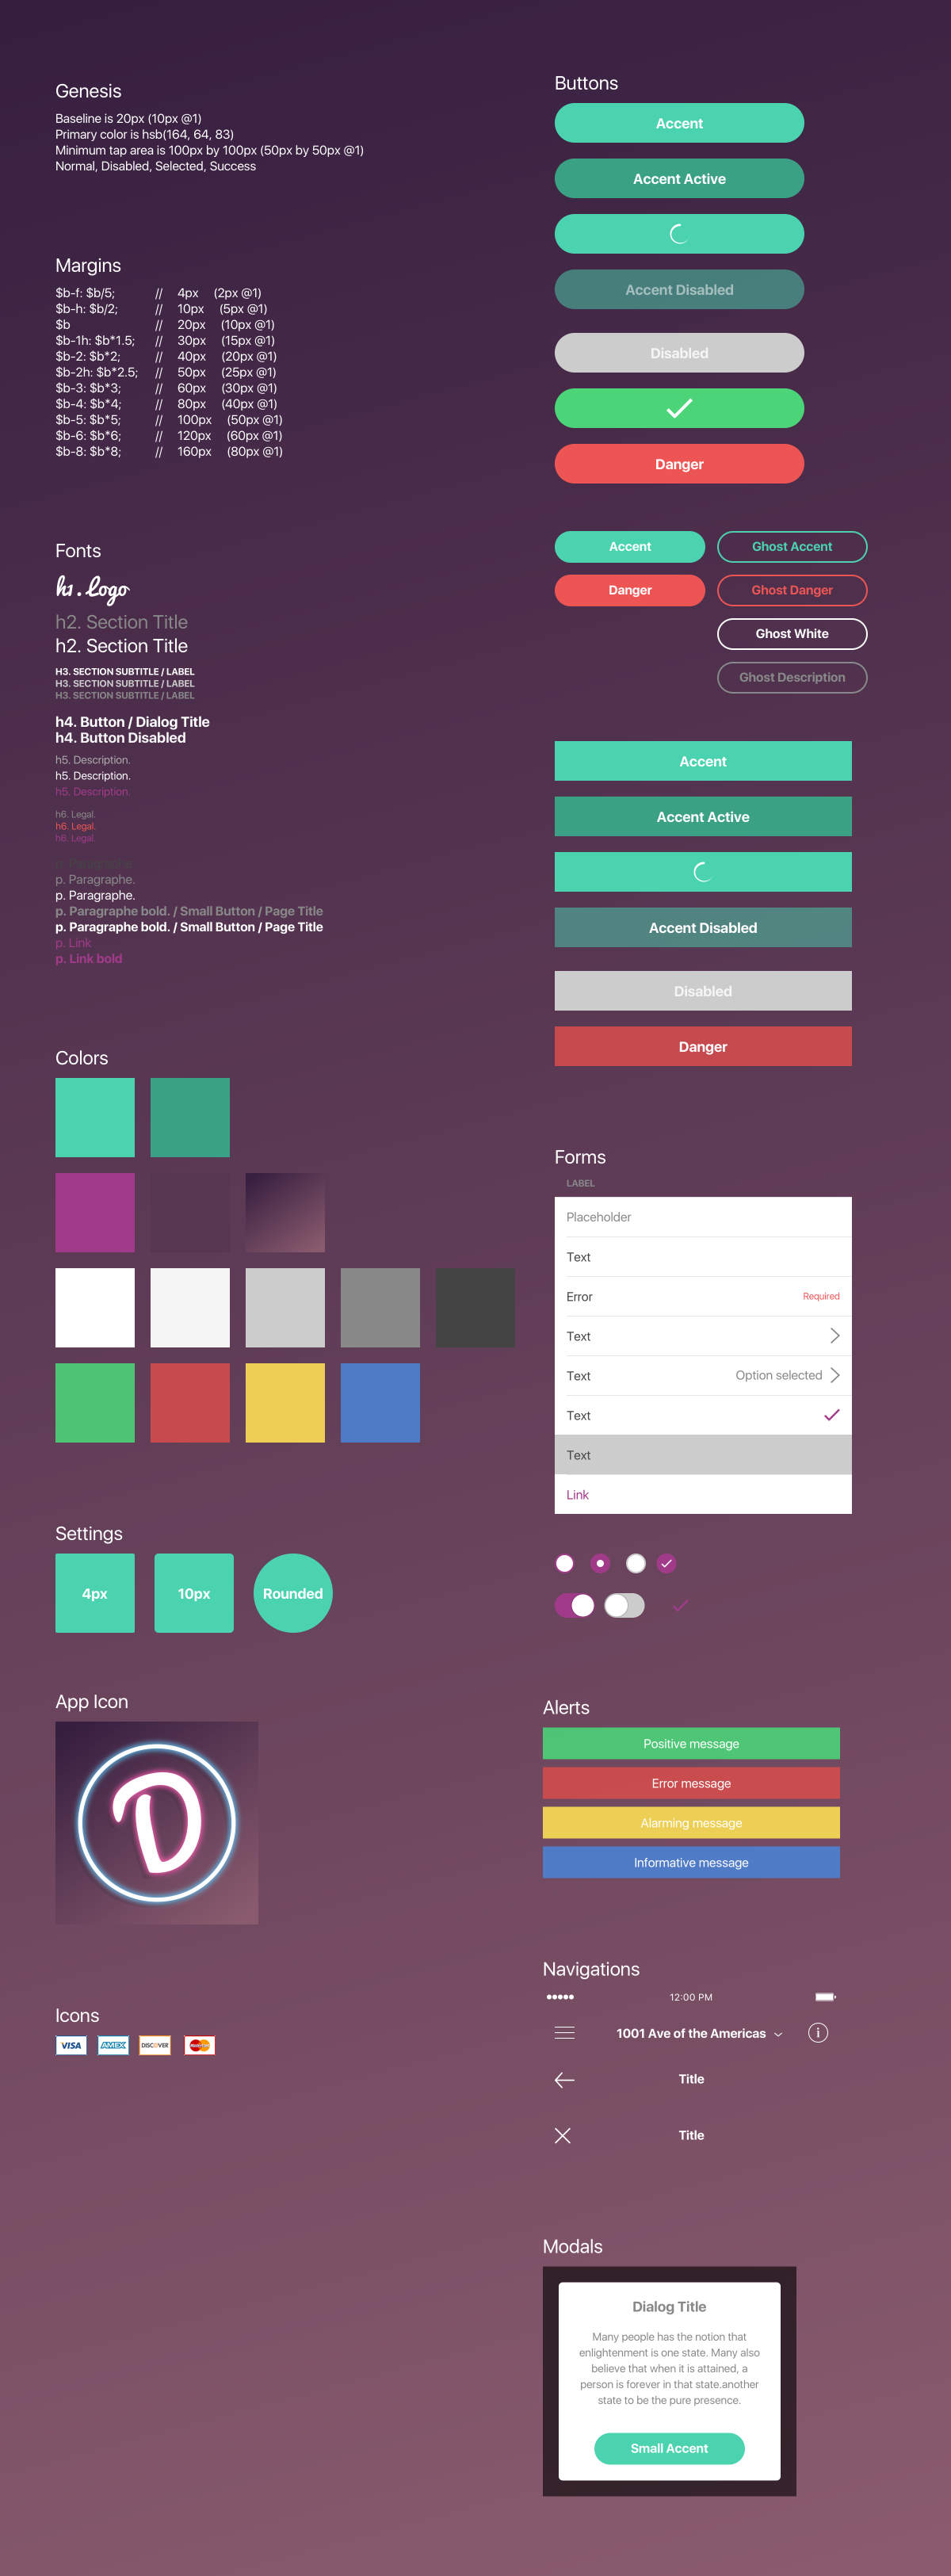 Genesis
Baseline is 20px (10px @1)
Primary color is hsb(164, 64, 83)
Minimum tap area is 100px by 100px (50px by 50px @1)
Normal, Disabled, Selected, Success
Margins
$b-f: $b/5; // 4px (2px @1)
$b-h: $b/2; // 10px (5px @1)
$b // 20px (10px @1)
$b-1h: $b*1.5; // 30px (15px @1)
$b-2: $b*2; // 40px (20px @1)
$b-2h: $b*2.5; // 50px (25px @1)
$b-3: $b*3; // 60px (30px @1)
$b-4: $b*4; // 80px (40px @1)
$b-5: $b*5; // 100px (50px @1)
$b-6: $b*6; // 120px (60px @1)
$b-8: $b*8; // 160px (80px @1)
Fonts
h1. Logo
h2. Section Title
h2. Section Title
H3. SECTION SUBTITLE / LABEL
H3. SECTION SUBTITLE / LABEL
H3. SECTION SUBTITLE / LABEL
h4. Button / Dialog Title
h4. Button Disabled
h5. Description.
h5. Description.
h5. Description.
h6. Legal.
h6. Legal.
h6. Legal.
p. Paragraphe.
p. Paragraphe.
p. Paragraphe.
p. Paragraphe bold. / Small Button / Page Title
p. Paragraphe bold. / Small Button / Page Title
p. Link
p. Link bold
Colors
Settings
4px
10px
Rounded
App Icon
D
Icons
VISA
AMEX
DISCOVER
MasterCard
Buttons
Accent
Accent Active
Accent Disabled
Disabled
Danger
Accent
Ghost Accent
Danger
Ghost Danger
Ghost White
Ghost Description
Accent
Accent Active
Accent Disabled
Disabled
Danger
Forms
LABEL
Placeholder
Text
Error Required
Text
Text Option selected
Text
Text
Link
Alerts
Positive message
Error message
Alarming message
Informative message
Navigations
12:00 PM
1001 Ave of the Americas
i
Title
Title
Modals
Dialog Title
Many people has the notion that
enlightenment is one state. Many also
believe that when it is attained, a
person is forever in that state.another
state to be the pure presence.
Small Accent